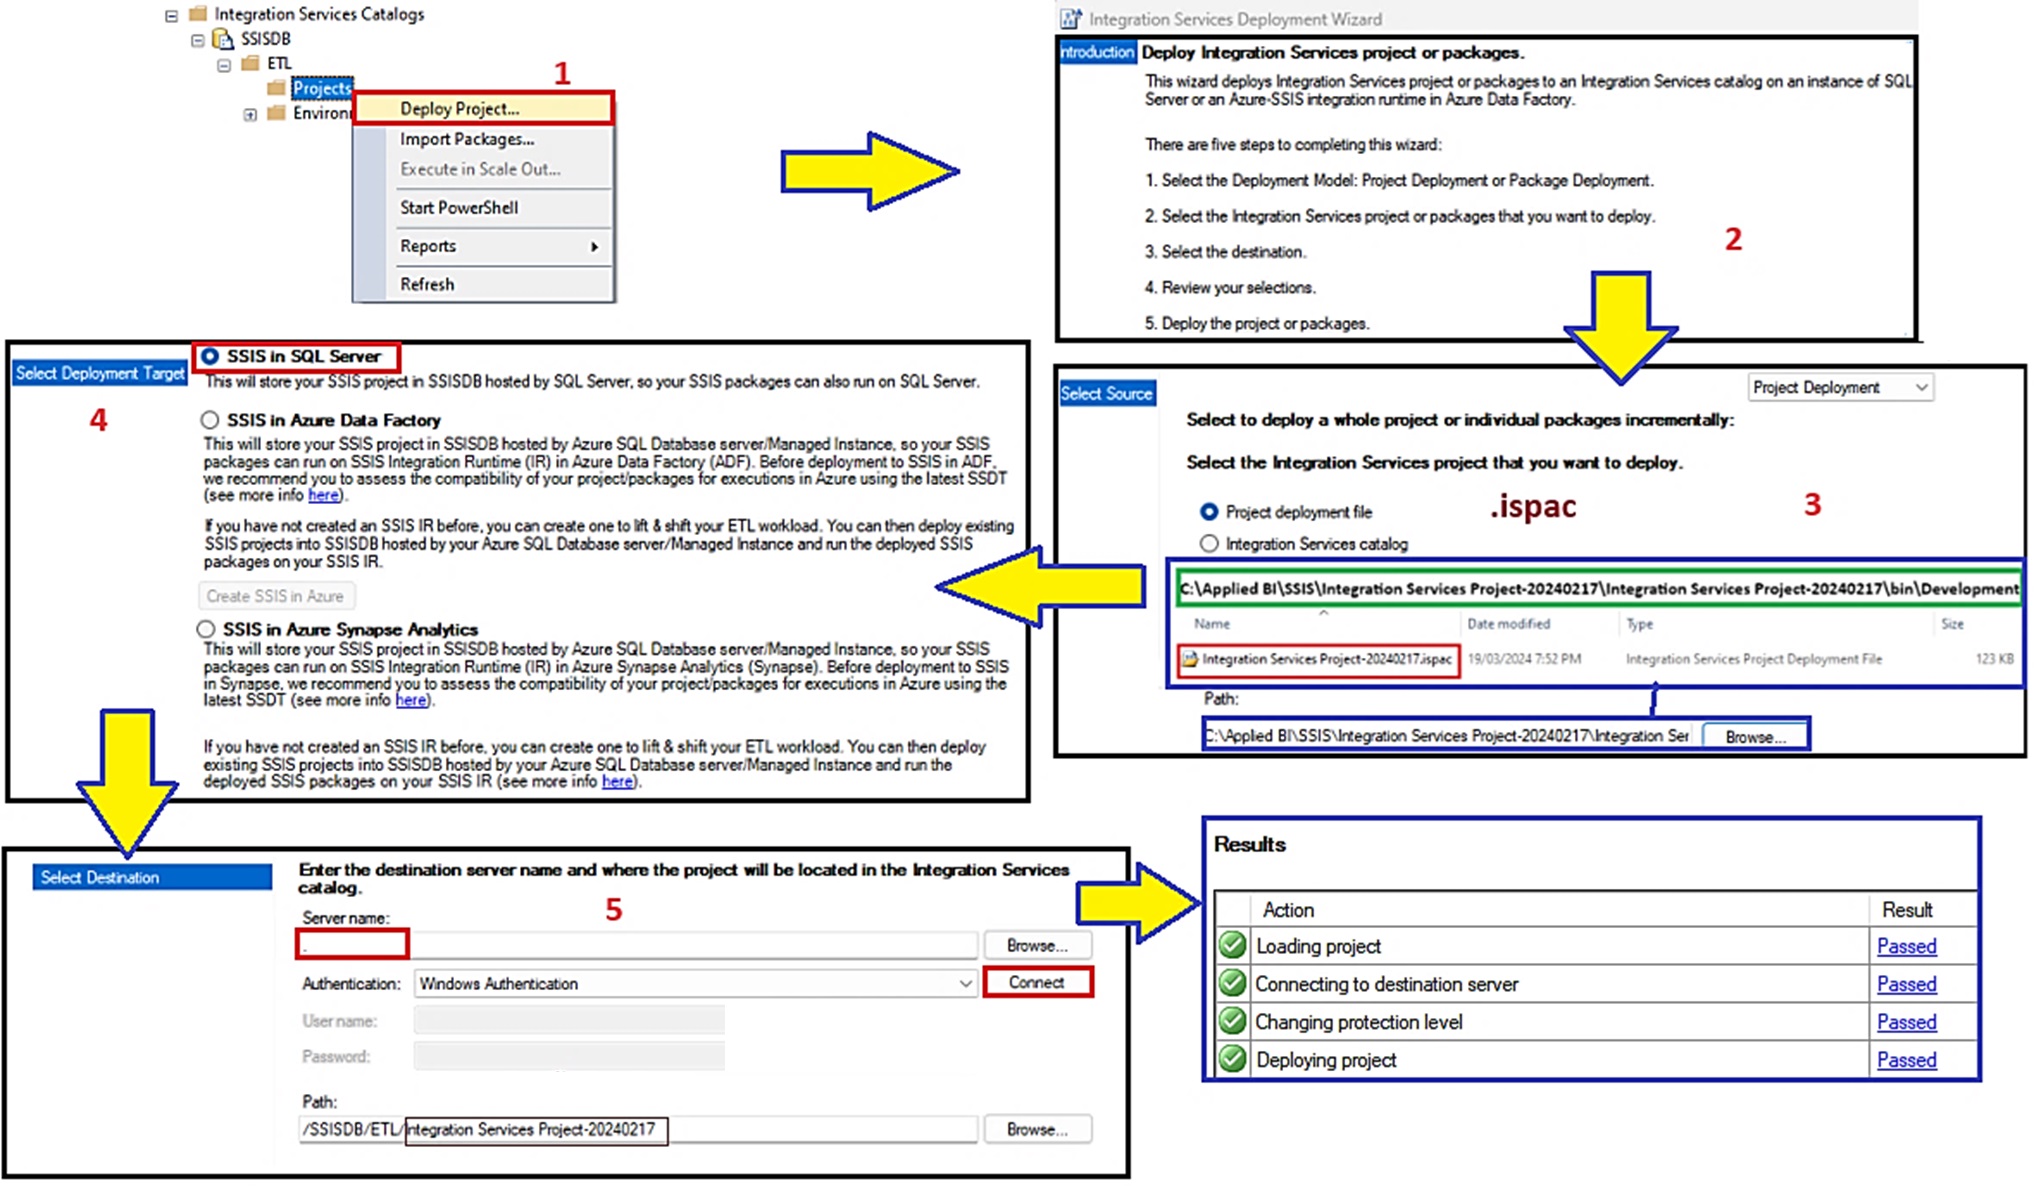 Integration Services Catalogs
SSISDB
ETL
Projects
Environ
1
Deploy Project...
Import Packages...
Execute in Scale Out...
Start PowerShell
Reports
Refresh
Integration Services Deployment Wizard
ntroduction
Deploy Integration Services project or packages.
This wizard deploys Integration Services project or packages to an Integration Services catalog on an instance of SQL
Server or an Azure-SSIS integration runtime in Azure Data Factory.
There are five steps to completing this wizard:
1. Select the Deployment Model: Project Deployment or Package Deployment.
2. Select the Integration Services project or packages that you want to deploy.
3. Select the destination.
4. Review your selections.
5. Deploy the project or packages.
2
Select Source
Project Deployment
Select to deploy a whole project or individual packages incrementally:
Select the Integration Services project that you want to deploy.
Project deployment file
.ispac
3
Integration Services catalog
C:\Applied BI\SSIS\Integration Services Project-20240217\Integration Services Project-20240217\bin\Development
Name Date modified Type Size
Integration Services Project-20240217.ispac 19/03/2024 7:52 PM Integration Services Project Deployment File 123 KB
Path:
C:\Applied BI\SSIS\Integration Services Project-20240217\Integration Ser
Browse...
Select Deployment Target
4
SSIS in SQL Server
This will store your SSIS project in SSISDB hosted by SQL Server, so your SSIS packages can also run on SQL Server.
SSIS in Azure Data Factory
This will store your SSIS project in SSISDB hosted by Azure SQL Database server/Managed Instance, so your SSIS
packages can run on SSIS Integration Runtime (IR) in Azure Data Factory (ADF). Before deployment to SSIS in ADF,
we recommend you to assess the compatibility of your project/packages for executions in Azure using the latest SSDT
(see more info here).
If you have not created an SSIS IR before, you can create one to lift & shift your ETL workload. You can then deploy existing
SSIS projects into SSISDB hosted by your Azure SQL Database server/Managed Instance and run the deployed SSIS
packages on your SSIS IR.
Create SSIS in Azure
SSIS in Azure Synapse Analytics
This will store your SSIS project in SSISDB hosted by Azure SQL Database server/Managed Instance, so your SSIS
packages can run on SSIS Integration Runtime (IR) in Azure Synapse Analytics (Synapse). Before deployment to SSIS
in Synapse, we recommend you to assess the compatibility of your project/packages for executions in Azure using the
latest SSDT (see more info here).
If you have not created an SSIS IR before, you can create one to lift & shift your ETL workload. You can then deploy
existing SSIS projects into SSISDB hosted by your Azure SQL Database server/Managed Instance and run the
deployed SSIS packages on your SSIS IR (see more info here).
Select Destination
Enter the destination server name and where the project will be located in the Integration Services
catalog.
5
Server name:
.
Browse...
Authentication: Windows Authentication
Connect
User name:
Password:
Path:
/SSISDB/ETL/Integration Services Project-20240217
Browse...
Results
Action Result
Loading project Passed
Connecting to destination server Passed
Changing protection level Passed
Deploying project Passed